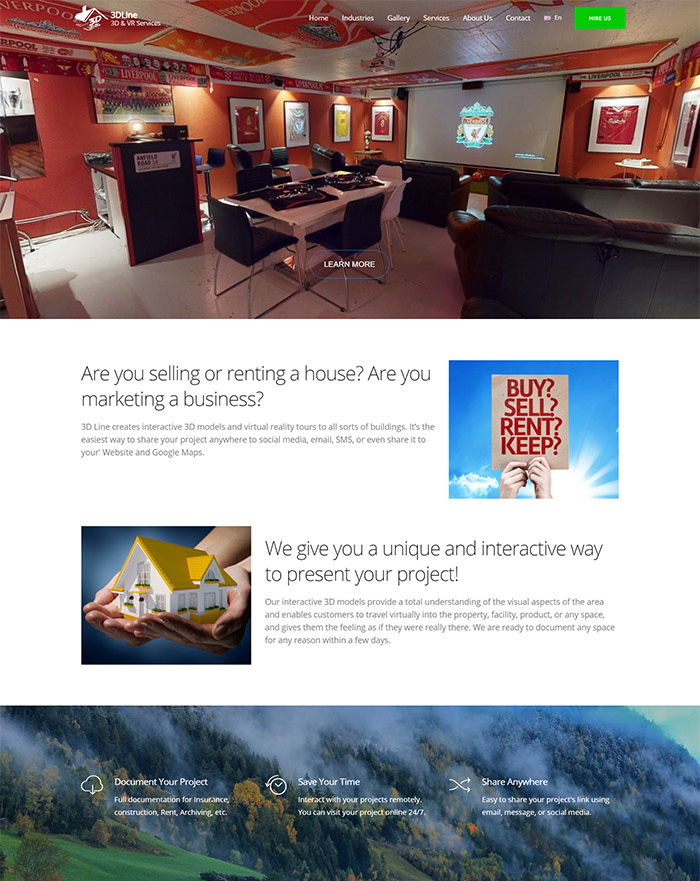 3DLine
3D & VR Services
Home Industries Gallery Services About Us Contact En HIRE US
LIVERPOOL
LIVERPOOL
LIVERPOOL
ANFIELD
ROAD L4
LEARN MORE
Are you selling or renting a house? Are you
marketing a business?
3D Line creates interactive 3D models and virtual reality tours to all sorts of buildings. It's the
easiest way to share your project anywhere to social media, email, SMS, or even share it to
your' Website and Google Maps.
BUY?
SELL?
RENT?
KEEP?
We give you a unique and interactive way
to present your project!
Our interactive 3D models provide a total understanding of the visual aspects of the area
and enables customers to travel virtually into the property, facility, product, or any space,
and gives them the feeling as if they were really there. We are ready to document any space
for any reason within a few days.
Document Your Project
Full documentation for Insurance,
construction, Rent, Archiving, etc.
Save Your Time
Interact with your projects remotely.
You can visit your project online 24/7.
Share Anywhere
Easy to share your project's link using
email, message, or social media.